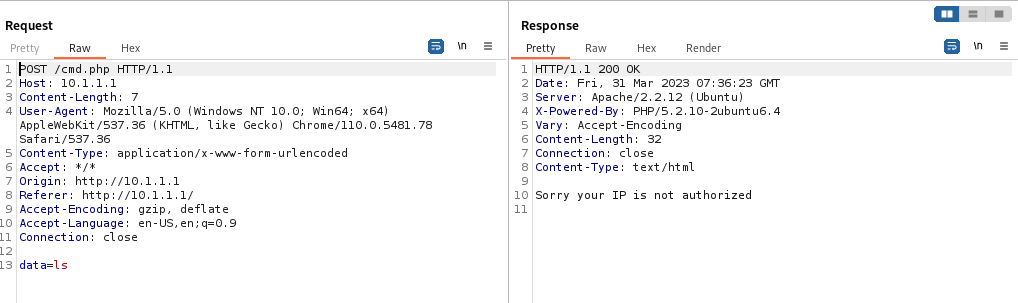 Request
Pretty Raw Hex \n
1 POST /cmd.php HTTP/1.1
2 Host: 10.1.1.1
3 Content-Length: 7
4 User-Agent: Mozilla/5.0 (Windows NT 10.0; Win64; x64)
AppleWebKit/537.36 (KHTML, like Gecko) Chrome/110.0.5481.78
Safari/537.36
5 Content-Type: application/x-www-form-urlencoded
6 Accept: */*
7 Origin: http://10.1.1.1
8 Referer: http://10.1.1.1/
9 Accept-Encoding: gzip, deflate
10 Accept-Language: en-US,en;q=0.9
11 Connection: close
12
13 data=ls
Response
Pretty Raw Hex Render \n
1 HTTP/1.1 200 OK
2 Date: Fri, 31 Mar 2023 07:36:23 GMT
3 Server: Apache/2.2.12 (Ubuntu)
4 X-Powered-By: PHP/5.2.10-2ubuntu6.4
5 Vary: Accept-Encoding
6 Content-Length: 32
7 Connection: close
8 Content-Type: text/html
9
10 Sorry your IP is not authorized
11